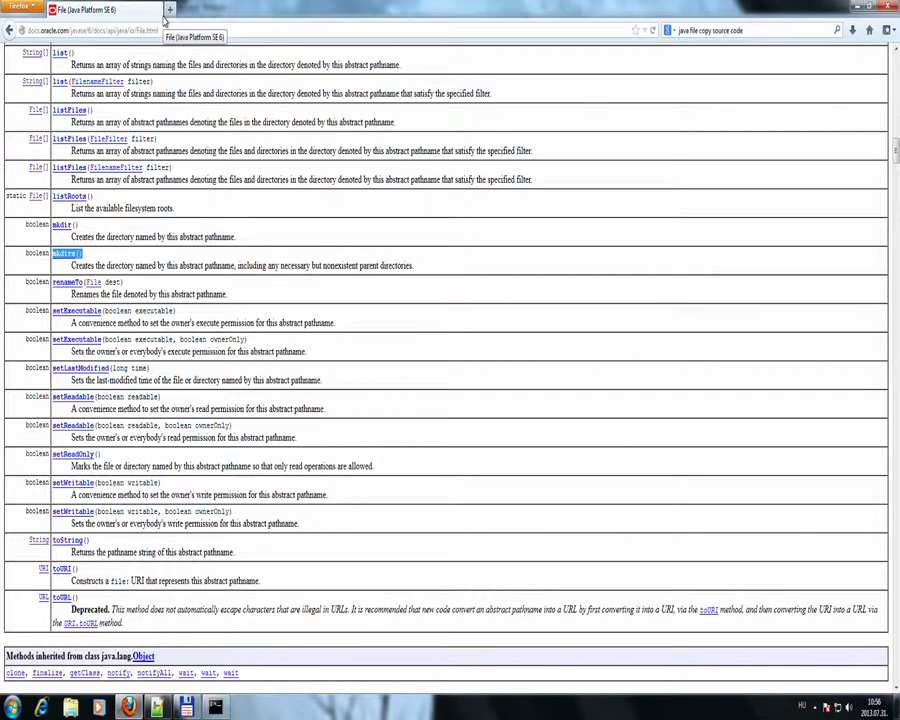 Firefox
File (Java Platform SE 6)
docs.oracle.com/javase/6/docs/api/java/io/File.html
File (Java Platform SE 6)
java file copy source code
String[] list()
Returns an array of strings naming the files and directories in the directory denoted by this abstract pathname.
String[] list(FilenameFilter filter)
Returns an array of strings naming the files and directories in the directory denoted by this abstract pathname that satisfy the specified filter.
File[] listFiles()
Returns an array of abstract pathnames denoting the files in the directory denoted by this abstract pathname.
File[] listFiles(FileFilter filter)
Returns an array of abstract pathnames denoting the files and directories in the directory denoted by this abstract pathname that satisfy the specified filter.
File[] listFiles(FilenameFilter filter)
Returns an array of abstract pathnames denoting the files and directories in the directory denoted by this abstract pathname that satisfy the specified filter.
static File[] listRoots()
List the available filesystem roots.
boolean mkdir()
Creates the directory named by this abstract pathname.
boolean mkdirs()
Creates the directory named by this abstract pathname, including any necessary but nonexistent parent directories.
boolean renameTo(File dest)
Renames the file denoted by this abstract pathname.
boolean setExecutable(boolean executable)
A convenience method to set the owner's execute permission for this abstract pathname.
boolean setExecutable(boolean executable, boolean ownerOnly)
Sets the owner's or everybody's execute permission for this abstract pathname.
boolean setLastModified(long time)
Sets the last-modified time of the file or directory named by this abstract pathname.
boolean setReadable(boolean readable)
A convenience method to set the owner's read permission for this abstract pathname.
boolean setReadable(boolean readable, boolean ownerOnly)
Sets the owner's or everybody's read permission for this abstract pathname.
boolean setReadOnly()
Marks the file or directory named by this abstract pathname so that only read operations are allowed.
boolean setWritable(boolean writable)
A convenience method to set the owner's write permission for this abstract pathname.
boolean setWritable(boolean writable, boolean ownerOnly)
Sets the owner's or everybody's write permission for this abstract pathname.
String toString()
Returns the pathname string of this abstract pathname.
URI toURI()
Constructs a file: URI that represents this abstract pathname.
URL toURL()
Deprecated. This method does not automatically escape characters that are illegal in URLs. It is recommended that new code convert an abstract pathname into a URL by first converting it into a URI, via the toURI method, and then converting the URI into a URL via
the URI.toURL method.
Methods inherited from class java.lang.Object
clone, finalize, getClass, notify, notifyAll, wait, wait, wait
HU
10:56
2013.07.31.